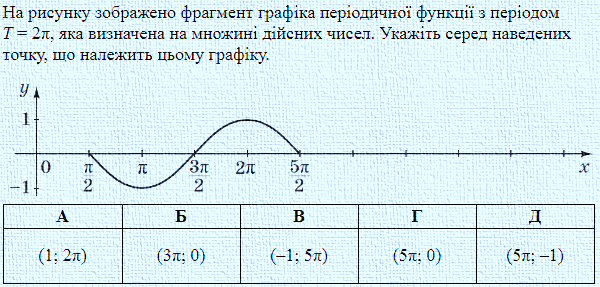 На рисунку зображено фрагмент графіка періодичної функції з періодом
T = 2π, яка визначена на множині дійсних чисел. Укажіть серед наведених
точку, що належить цьому графіку.
y
1
0 π/2 π 3π/2 2π 5π/2 x
−1
А Б В Г Д
(1; 2π) (3π; 0) (−1; 5π) (5π; 0) (5π; −1)